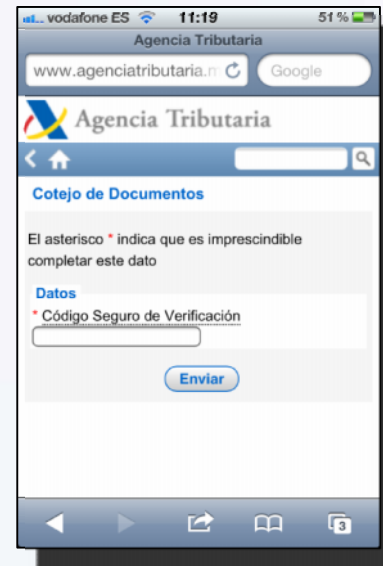 vodafone ES 11:19 51 %
Agencia Tributaria
www.agenciatributaria.m Google
Agencia Tributaria
Cotejo de Documentos
El asterisco * indica que es imprescindible
completar este dato
Datos
* Código Seguro de Verificación
Enviar
3